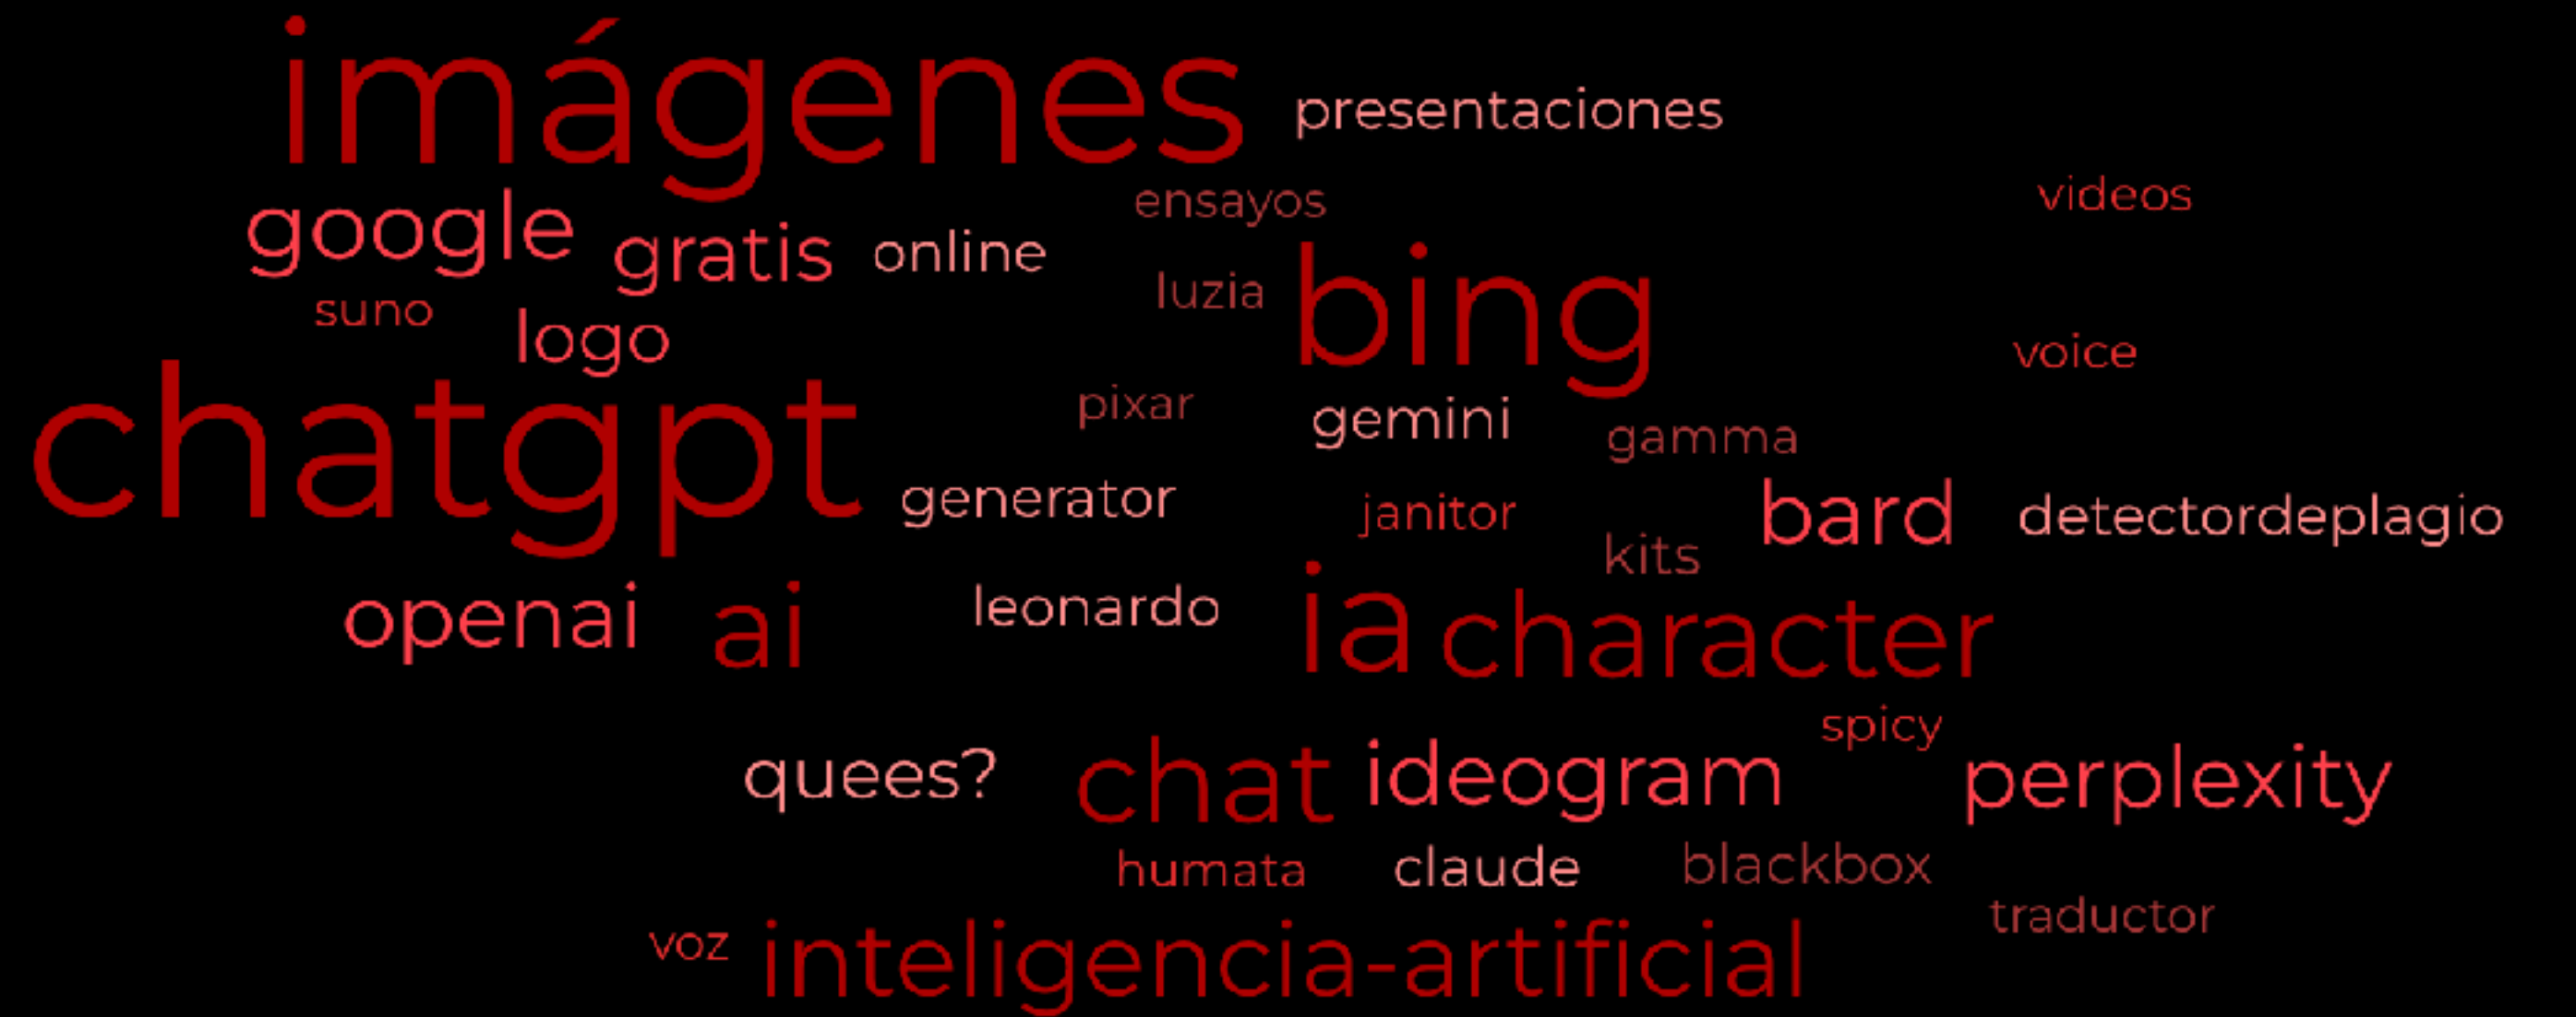 imágenes
presentaciones
ensayos
videos
google
gratis
online
luzia
bing
suno
logo
voice
chatgpt
pixar
gemini
gamma
generator
janitor
bard
detectordeplagio
kits
openai
ai
leonardo
ia
character
spicy
quees?
chat
ideogram
perplexity
humata
claude
blackbox
traductor
voz
inteligencia-artificial